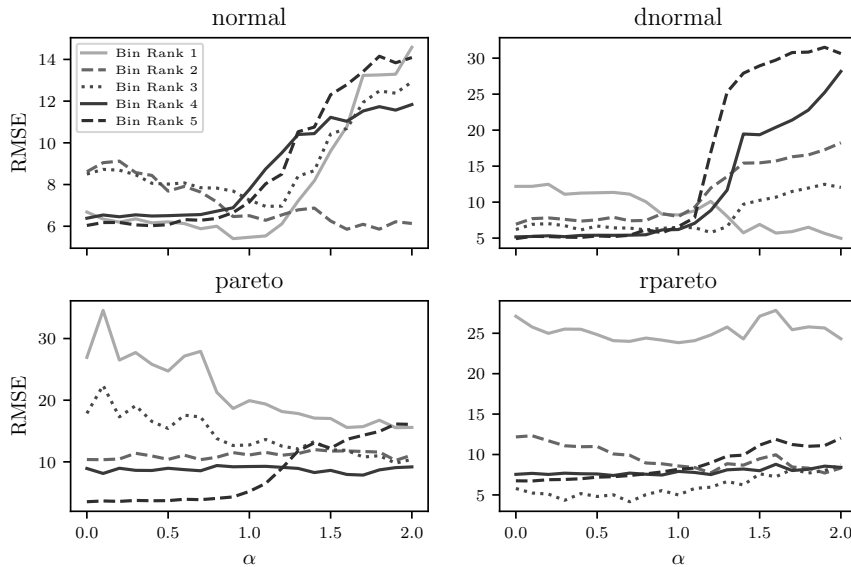 normal
14
12
10
8
6
RMSE
Bin Rank 1
Bin Rank 2
Bin Rank 3
Bin Rank 4
Bin Rank 5
dnormal
30
25
20
15
10
5
pareto
30
20
10
RMSE
0.0 0.5 1.0 1.5 2.0
α
rpareto
25
20
15
10
5
0.0 0.5 1.0 1.5 2.0
α